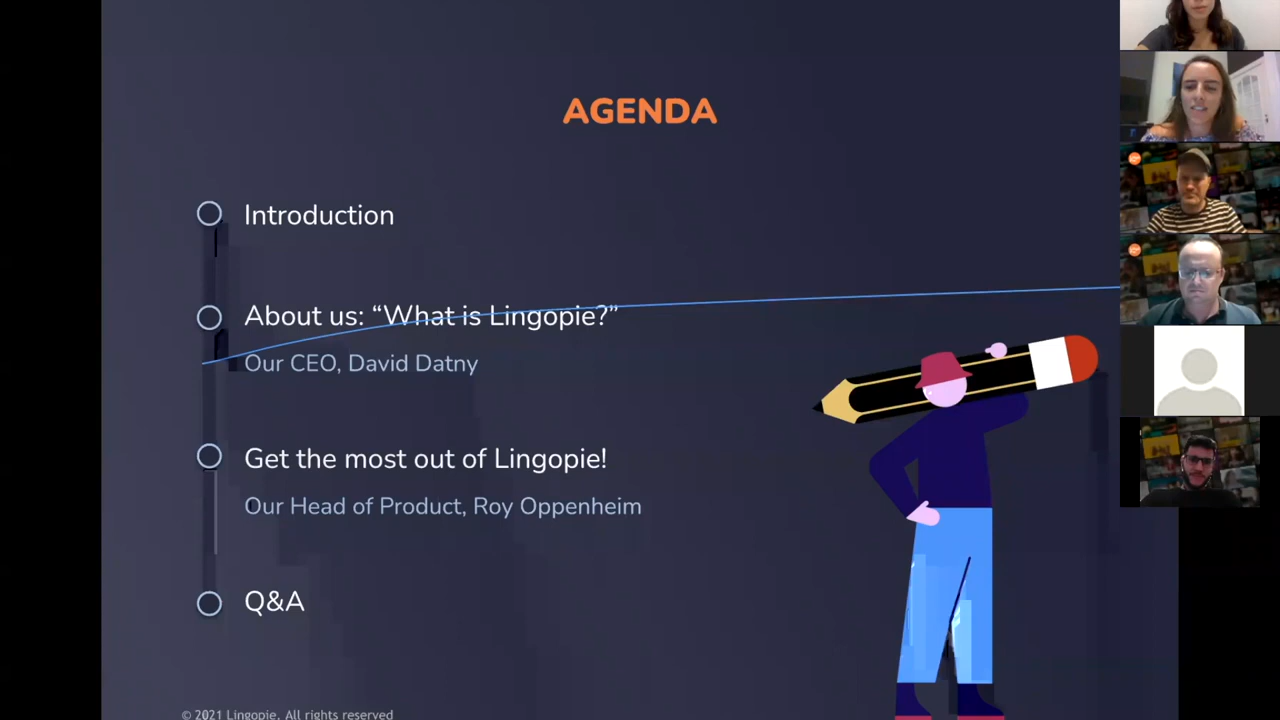 AGENDA
Introduction
About us: “What is Lingopie?”
Our CEO, David Datny
Get the most out of Lingopie!
Our Head of Product, Roy Oppenheim
Q&A
© 2021 Lingopie. All rights reserved